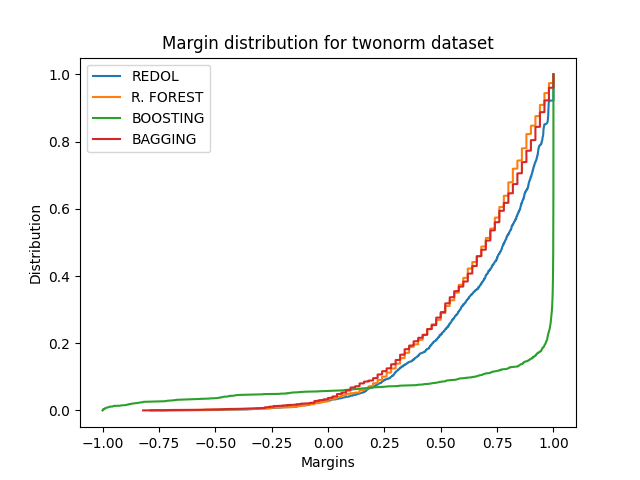 Margin distribution for twonorm dataset
REDOL
R. FOREST
BOOSTING
BAGGING
Distribution
1.0
0.8
0.6
0.4
0.2
0.0
−1.00 −0.75 −0.50 −0.25 0.00 0.25 0.50 0.75 1.00
Margins